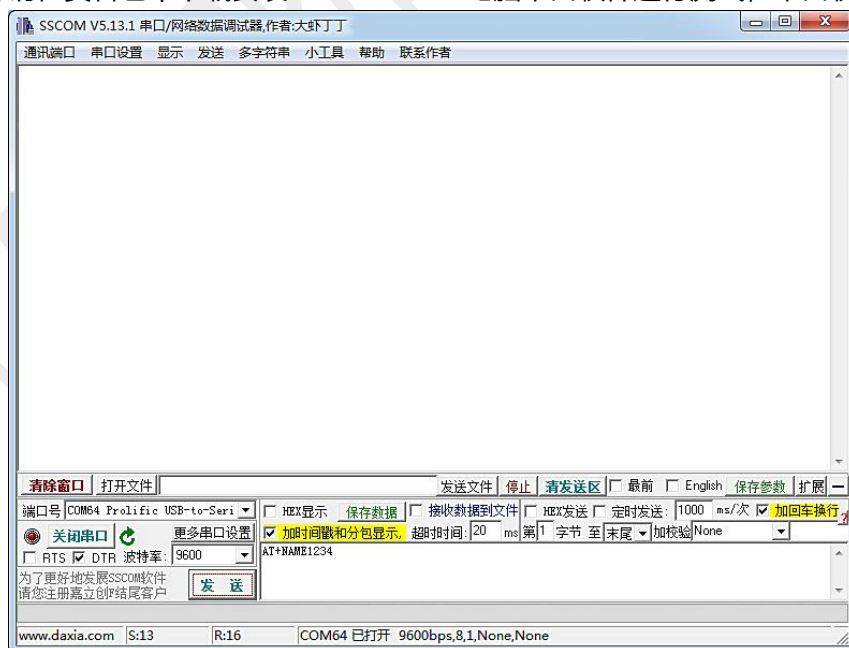 SSCOM V5.13.1 串口/网络数据调试器,作者:大虾丁丁
通讯端口 串口设置 显示 发送 多字符串 小工具 帮助 联系作者
清除窗口 打开文件 发送文件 停止 清发送区 最前 English 保存参数 扩展 —
端口号 COM64 Prolific USB-to-Seri HEX显示 保存数据 接收数据到文件 HEX发送 定时发送: 1000 ms/次 加回车换行 ?
关闭串口 更多串口设置 加时间戳和分包显示, 超时时间: 20 ms 第 1 字节 至 末尾 加校验 None
RTS DTR 波特率: 9600 AT+NAME1234
为了更好地发展SSCOM软件
请您注册嘉立创F结尾客户 发 送
www.daxia.com S:13 R:16 COM64 已打开 9600bps,8,1,None,None